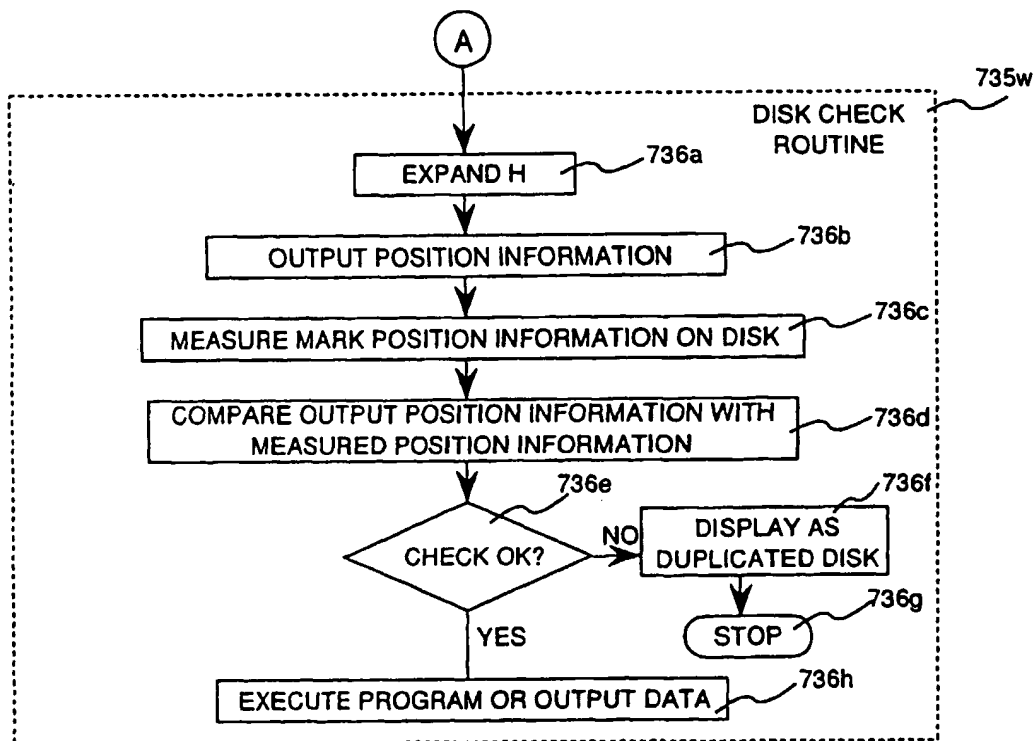 A
735w
DISK CHECK
ROUTINE
736a
EXPAND H
736b
OUTPUT POSITION INFORMATION
736c
MEASURE MARK POSITION INFORMATION ON DISK
COMPARE OUTPUT POSITION INFORMATION WITH
MEASURED POSITION INFORMATION
736d
736e
CHECK OK?
NO
736f
DISPLAY AS
DUPLICATED DISK
736g
STOP
YES
736h
EXECUTE PROGRAM OR OUTPUT DATA